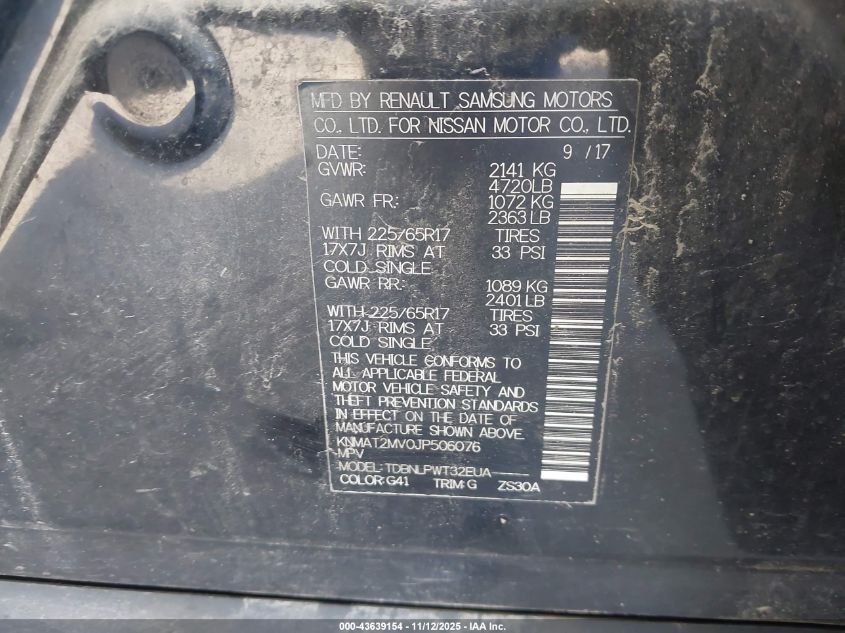 MFD BY RENAULT SAMSUNG MOTORS
CO., LTD. FOR NISSAN MOTOR CO., LTD.
DATE: 9 /17
GVWR: 2141 KG
4720LB
GAWR FR.: 1072 KG
2363LB
WITH 225/65R17 TIRES
17X7J RIMS AT 33 PSI
COLD SINGLE
GAWR RR.: 1089 KG
2401LB
WITH 225/65R17 TIRES
17X7J RIMS AT 33 PSI
COLD SINGLE
THIS VEHICLE CONFORMS TO
ALL APPLICABLE FEDERAL
MOTOR VEHICLE SAFETY AND
THEFT PREVENTION STANDARDS
IN EFFECT ON THE DATE OF
MANUFACTURE SHOWN ABOVE.
KNMAT2MV0JP506076
MPV
MODEL: TDBNLPWT32EUA
COLOR:G41 TRIM:G ZS30A
000-43639154 - 11/12/2025 - IAA Inc.